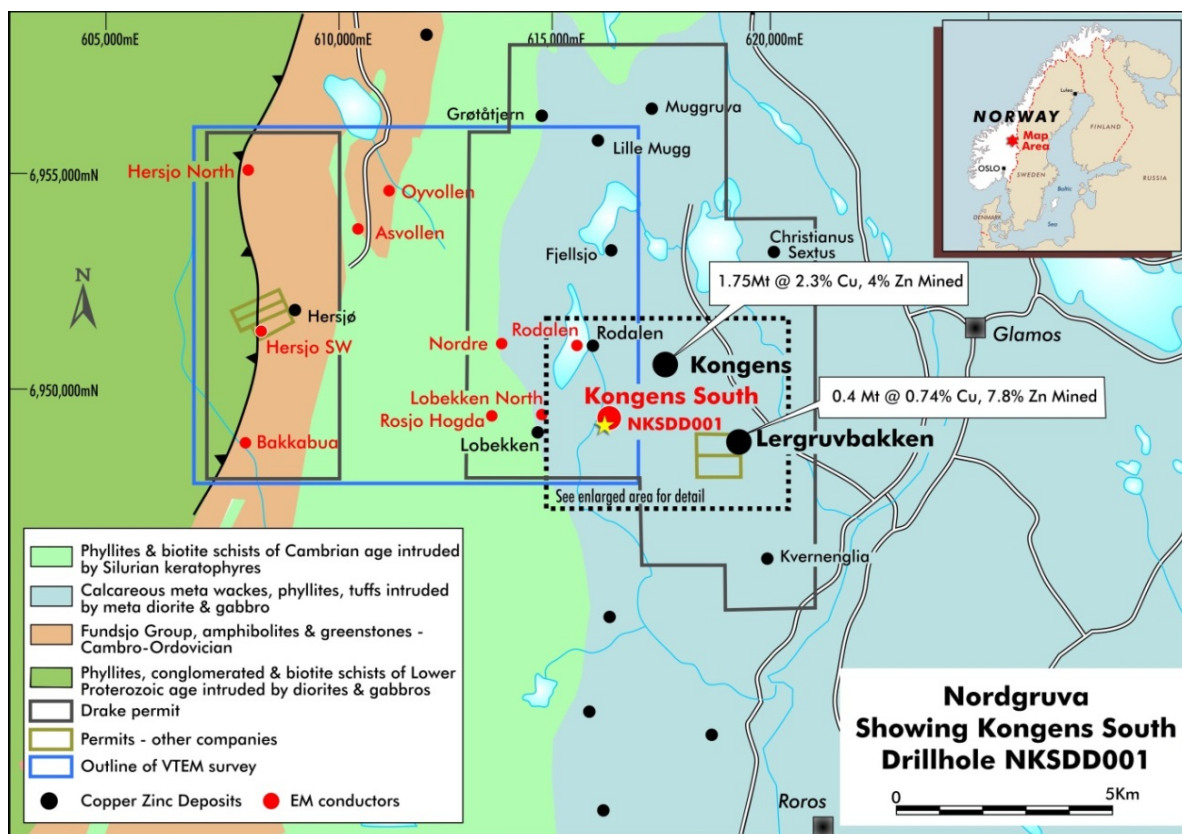 605,000mE
610,000mE
615,000mE
620,000mE
6,955,000mN
6,950,000mN
N
Grøtåtjern
Muggruva
Lille Mugg
Hersjo North
Oyvollen
Asvollen
Fjellsjo
Christianus
Sextus
1.75Mt @ 2.3% Cu, 4% Zn Mined
Hersjø
Hersjo SW
Nordre
Rodalen
Rodalen
Kongens
Glamos
0.4 Mt @ 0.74% Cu, 7.8% Zn Mined
Lobekken North
Kongens South
NKSDD001
Rosjo Hogda
Lobekken
Lergruvbakken
Bakkabua
See enlarged area for detail
Kvernenglia
Roros
NORWAY
Map
Area
OSLO
Lulea
FINLAND
SWEDEN
Baltic
Sea
RUSSIA
DENMARK
Phyllites & biotite schists of Cambrian age intruded
by Silurian keratophyres
Calcareous meta wackes, phyllites, tuffs intruded
by meta diorite & gabbro
Fundsjo Group, amphibolites & greenstones -
Cambro-Ordovician
Phyllites, conglomerated & biotite schists of Lower
Proterozoic age intruded by diorites & gabbros
Drake permit
Permits - other companies
Outline of VTEM survey
Copper Zinc Deposits
EM conductors
Nordgruva
Showing Kongens South
Drillhole NKSDD001
0
5Km